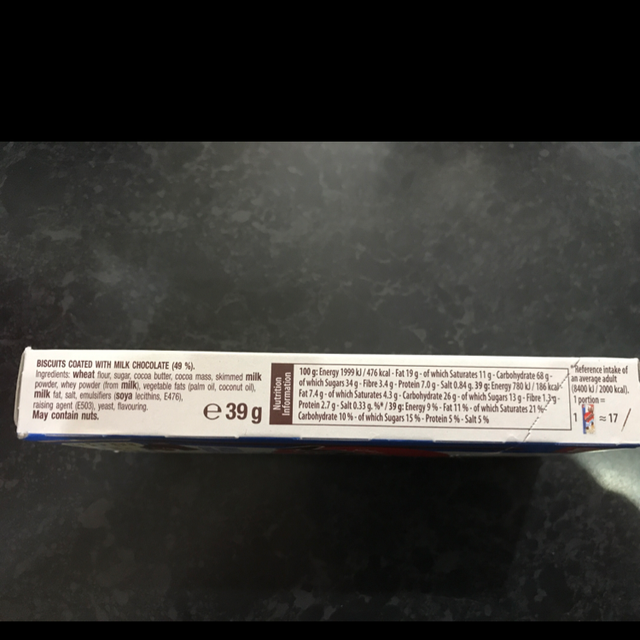 BISCUITS COATED WITH MILK CHOCOLATE (49 %).
Ingredients: wheat flour, sugar, cocoa butter, cocoa mass, skimmed milk
powder, whey powder (from milk), vegetable fats (palm oil, coconut oil),
milk fat, salt, emulsifiers (soya lecithins, E476),
raising agent (E503), yeast, flavouring.
May contain nuts.
e 39 g
Nutrition
Information
100 g: Energy 1999 kJ / 476 kcal - Fat 19 g - of which Saturates 11 g - Carbohydrate 68 g -
of which Sugars 34 g - Fibre 3.4 g - Protein 7.0 g - Salt 0.84 g. 39 g: Energy 780 kJ / 186 kcal -
Fat 7.4 g - of which Saturates 4.3 g - Carbohydrate 26 g - of which Sugars 13 g - Fibre 1.3 g -
Protein 2.7 g - Salt 0.33 g. %* / 39 g: Energy 9 % - Fat 11 % - of which Saturates 21 % -
Carbohydrate 10 % - of which Sugars 15 % - Protein 5 % - Salt 5 %
*Reference intake of
an average adult
(8400 kJ / 2000 kcal).
1 portion =
1 ≈ 17 /